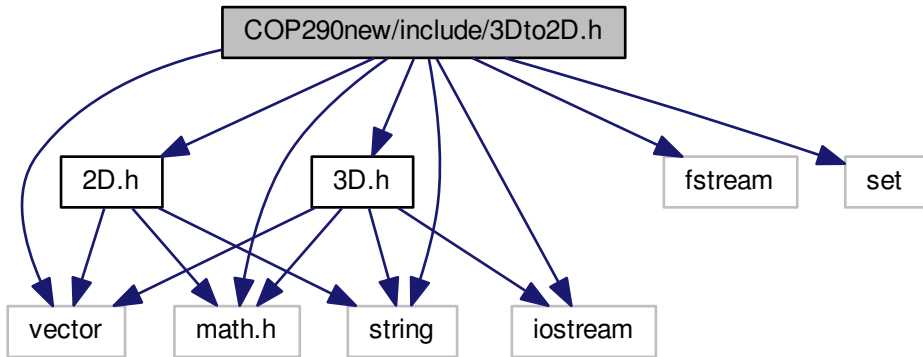 COP290new/include/3Dto2D.h
2D.h
3D.h
fstream
set
vector
math.h
string
iostream